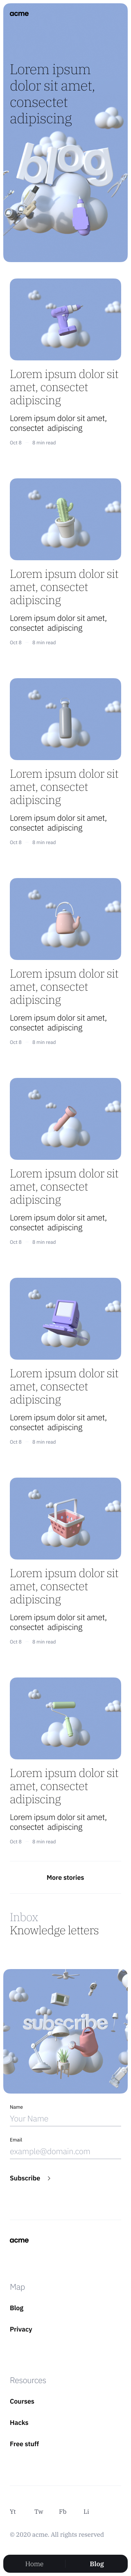 acme
Lorem ipsum
dolor sit amet,
consectet
adipiscing
blog
Lorem ipsum dolor sit
amet, consectet
adipiscing
Lorem ipsum dolor sit amet,
consectet adipiscing
Oct 8 8 min read
Lorem ipsum dolor sit
amet, consectet
adipiscing
Lorem ipsum dolor sit amet,
consectet adipiscing
Oct 8 8 min read
Lorem ipsum dolor sit
amet, consectet
adipiscing
Lorem ipsum dolor sit amet,
consectet adipiscing
Oct 8 8 min read
Lorem ipsum dolor sit
amet, consectet
adipiscing
Lorem ipsum dolor sit amet,
consectet adipiscing
Oct 8 8 min read
Lorem ipsum dolor sit
amet, consectet
adipiscing
Lorem ipsum dolor sit amet,
consectet adipiscing
Oct 8 8 min read
Lorem ipsum dolor sit
amet, consectet
adipiscing
Lorem ipsum dolor sit amet,
consectet adipiscing
Oct 8 8 min read
Lorem ipsum dolor sit
amet, consectet
adipiscing
Lorem ipsum dolor sit amet,
consectet adipiscing
Oct 8 8 min read
Lorem ipsum dolor sit
amet, consectet
adipiscing
Lorem ipsum dolor sit amet,
consectet adipiscing
Oct 8 8 min read
More stories
Inbox
Knowledge letters
subscribe
Name
Your Name
Email
example@domain.com
Subscribe
acme
Map
Blog
Privacy
Resources
Courses
Hacks
Free stuff
Yt Tw Fb Li
© 2020 acme. All rights reserved
Home Blog